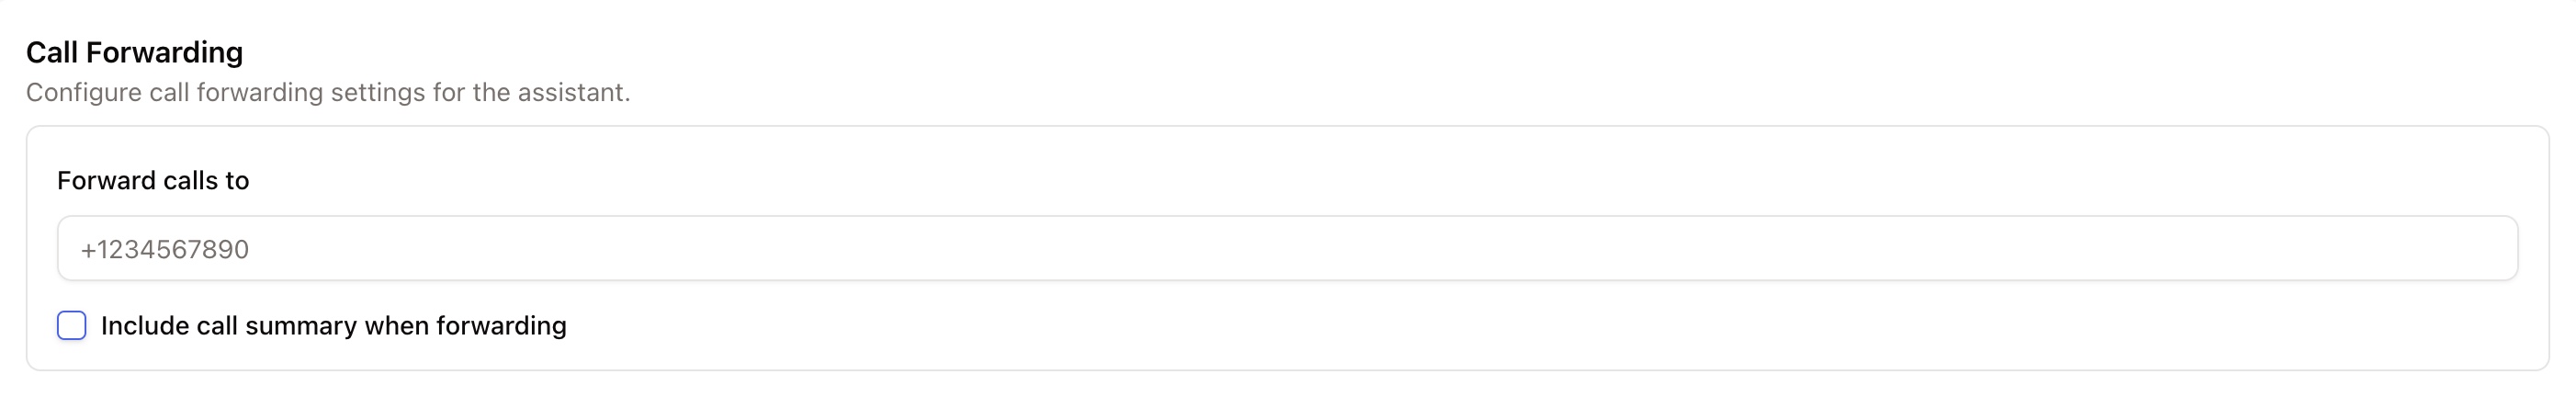 Call Forwarding
Configure call forwarding settings for the assistant.
Forward calls to
+1234567890
Include call summary when forwarding